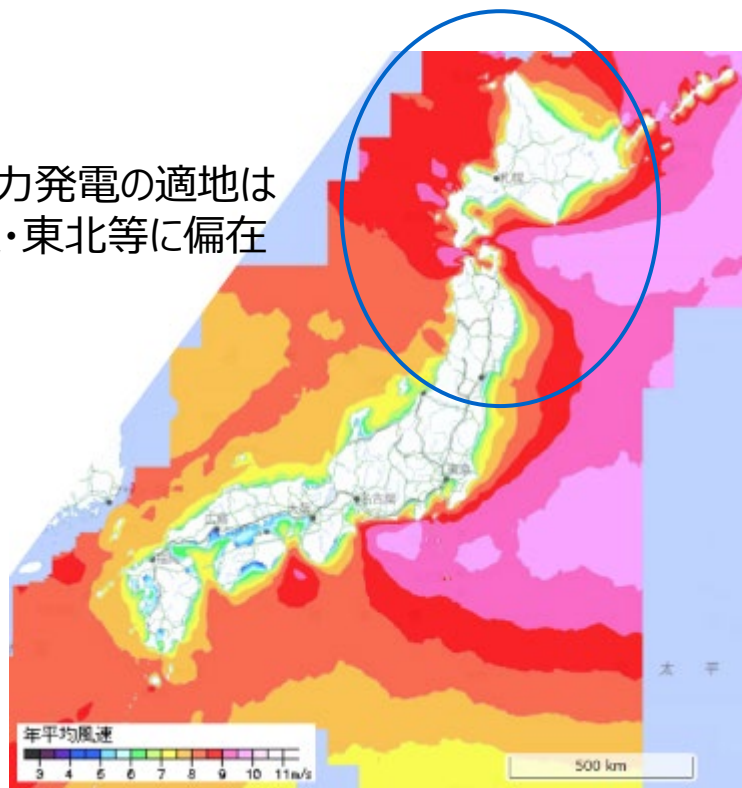 力発電の適地は
・東北等に偏在
札幌
東京
名古屋
大阪
広島
太 平
年平均風速
3 4 5 6 7 8 9 10 11m/s
500 km